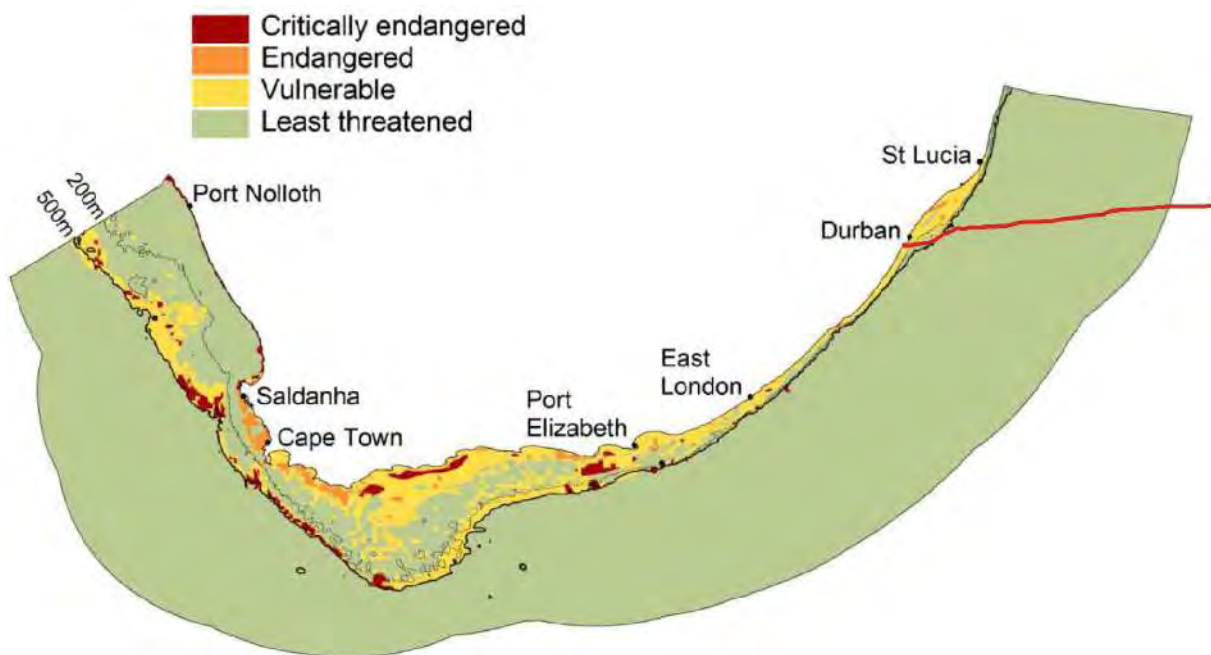 Critically endangered
Endangered
Vulnerable
Least threatened
St Lucia
Port Nolloth
200m
500m
Durban
East
London
Saldanha
Port
Elizabeth
Cape Town